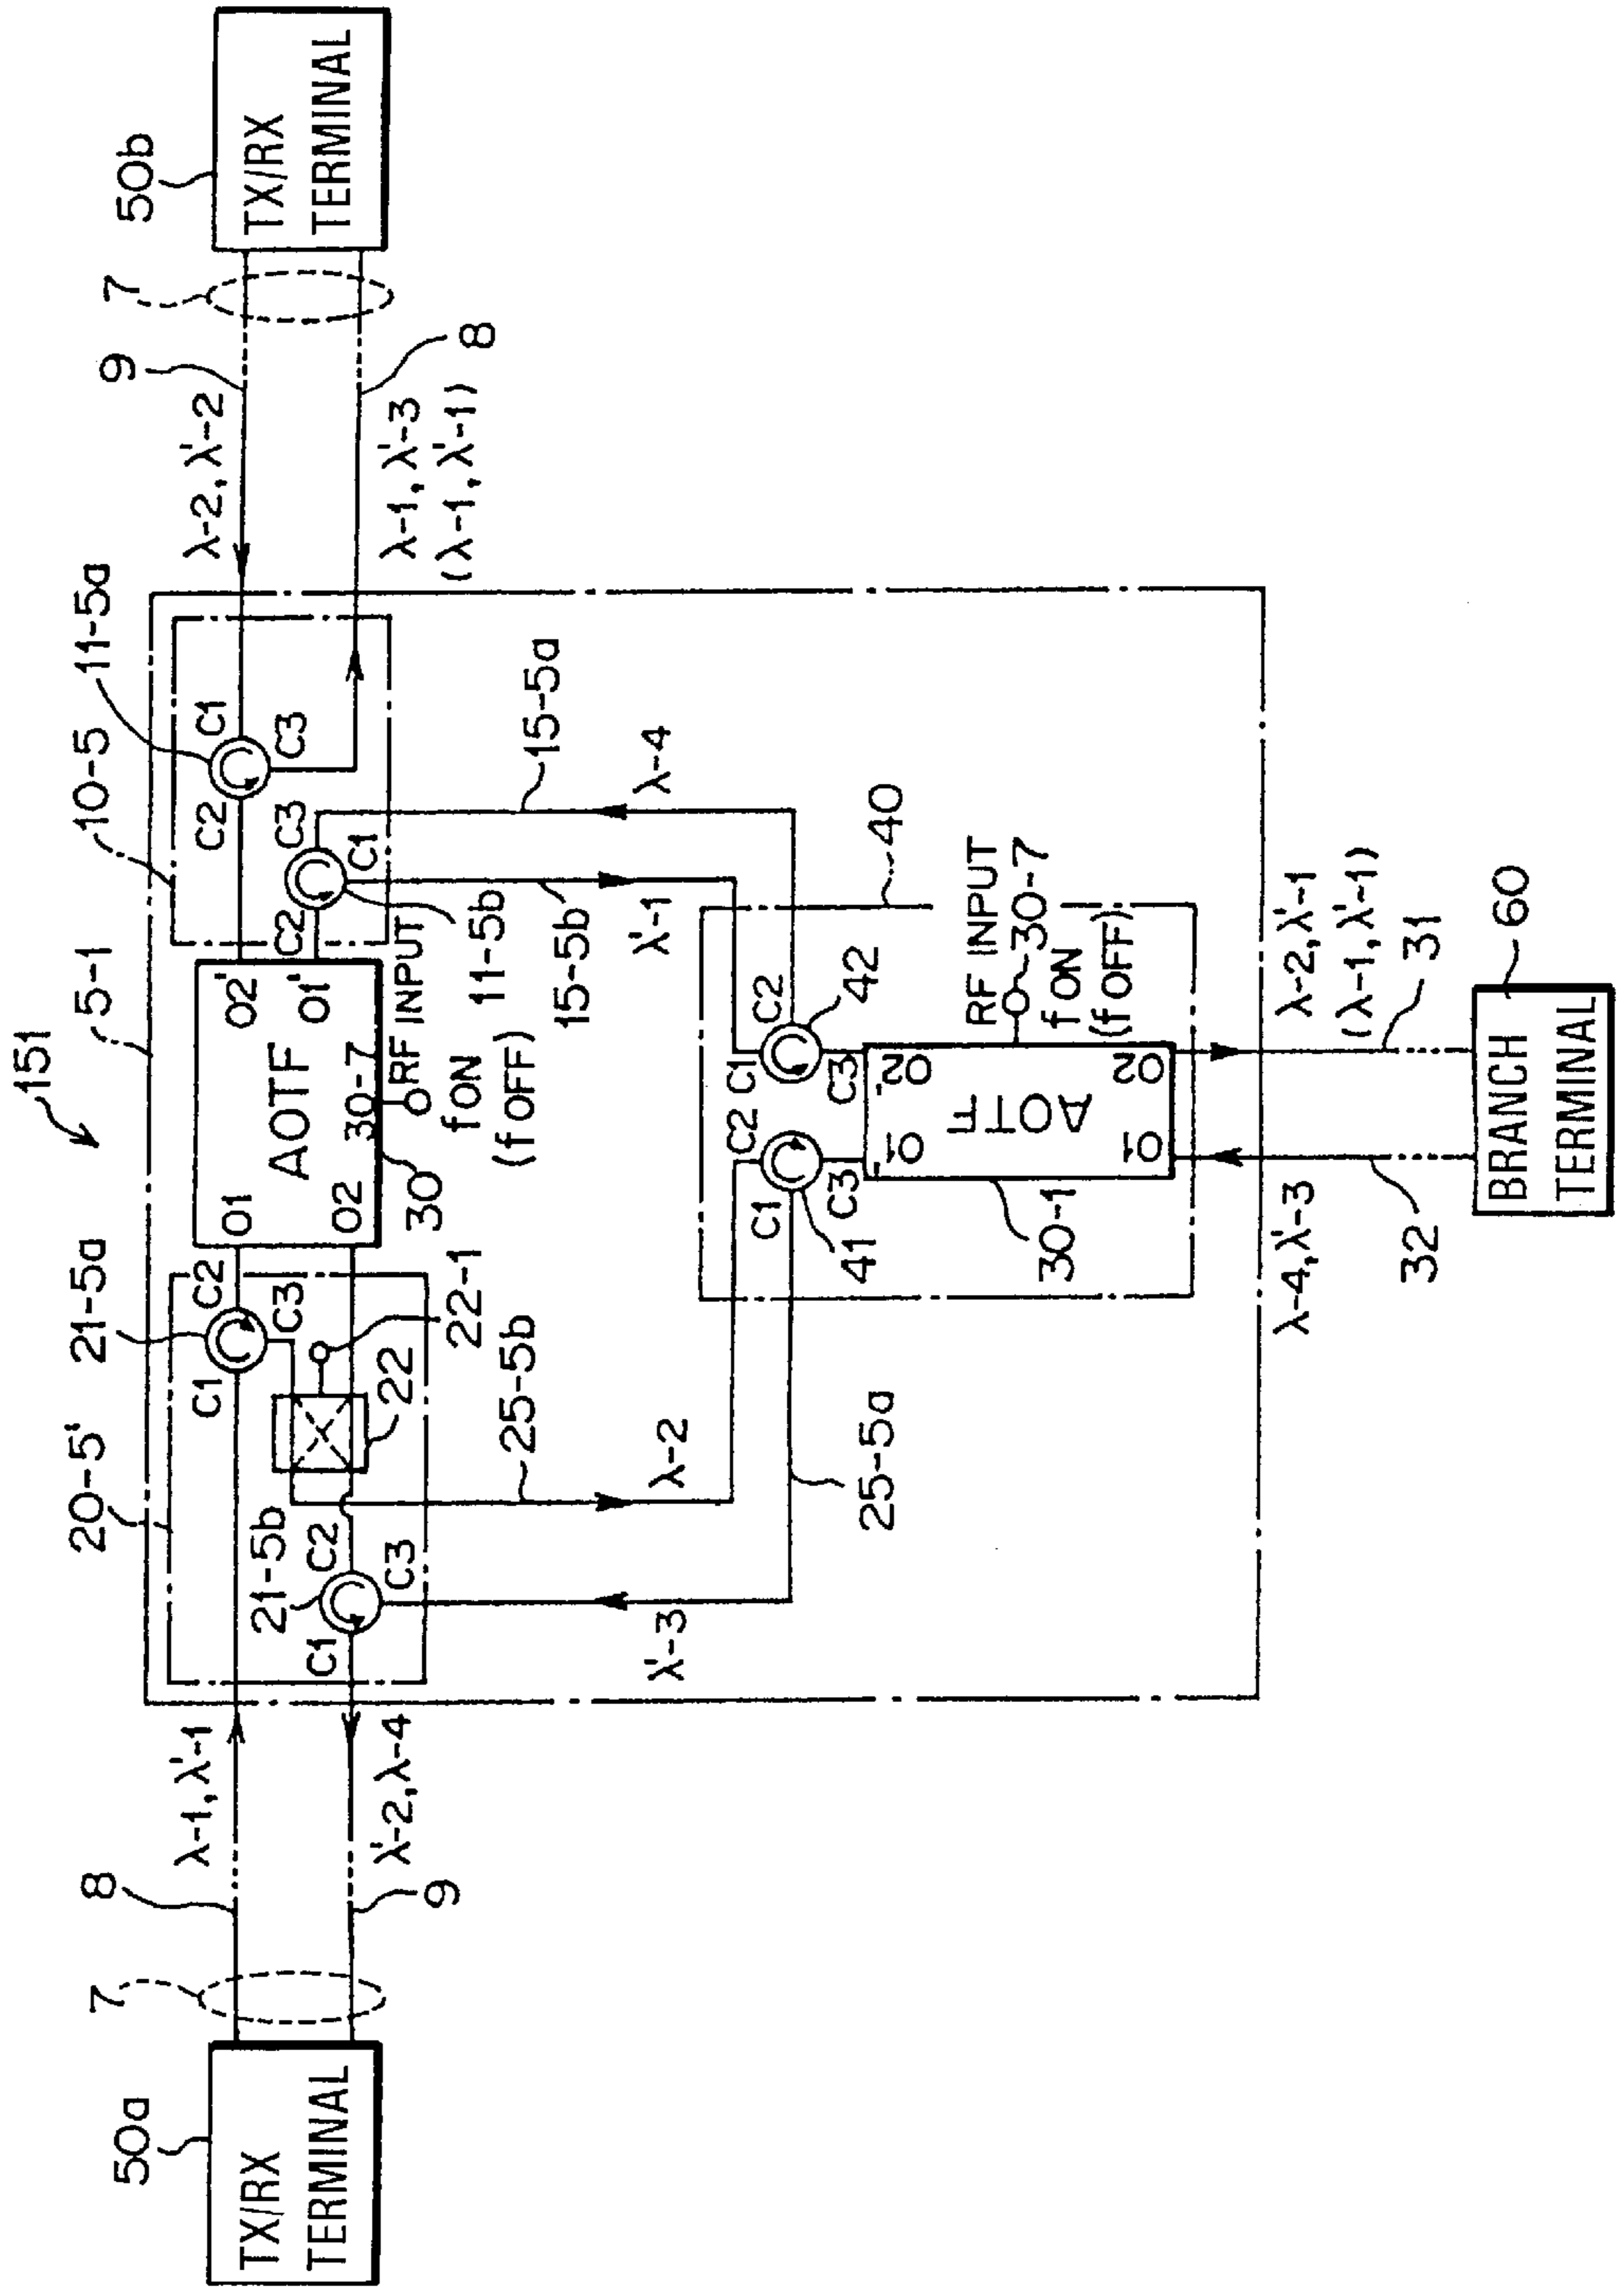 151
5-1
50a
TX/RX
TERMINAL
7
8
λ-1, λ'-1
λ'-2, λ-4
9
20-5'
21-5a
C1
C2
C3
21-5b
C1
C2
C3
22
22-1
25-5b
λ-2
25-5a
λ'-3
O1
O2
AOTF
O2'
O1'
30-7
RF INPUT
f ON
(f OFF)
30
10-5
11-5a
C2
C1
C3
C2
C3
C1
11-5b
15-5b
λ'-1
15-5a
λ-4
λ-2, λ'-2
9
7
50b
TX/RX
TERMINAL
λ-1, λ'-3
(λ-1, λ'-1)
8
40
C2
C1
C3
41
C1
C2
C3
42
O1'
O2'
AOTF
O1
O2
30-1
RF INPUT
30-7
f ON
(f OFF)
λ-4, λ'-3
32
λ-2, λ'-1
(λ-1, λ'-1)
31
60
BRANCH
TERMINAL